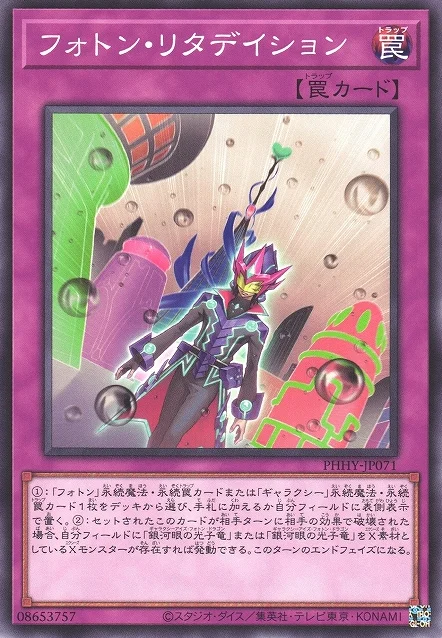 フォトン・リタデイション
トラップ
罠
トラップ
【罠カード】
PHHY-JP071
①:「フォトン」永続魔法・永続罠カードまたは「ギャラクシー」永続魔法・永続
罠カード1枚をデッキから選び、手札に加えるか自分フィールドに表側表示
で置く。②:セットされたこのカードが相手ターンに相手の効果で破壊された
場合、自分フィールドに「銀河眼の光子竜」または「銀河眼の光子竜」をX素材と
しているXモンスターが存在すれば発動できる。このターンのエンドフェイズになる。
08653757
©スタジオ・ダイス/集英社・テレビ東京・KONAMI